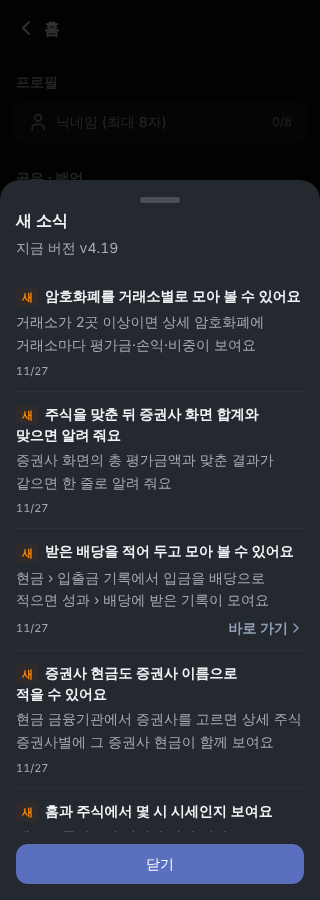 홈
프로필
닉네임 (최대 8자) 0/8
공유 · 백업
새 소식
지금 버전 v4.19
새 암호화폐를 거래소별로 모아 볼 수 있어요
거래소가 2곳 이상이면 상세 암호화폐에
거래소마다 평가금·손익·비중이 보여요
11/27
새 주식을 맞춘 뒤 증권사 화면 합계와
맞으면 알려 줘요
증권사 화면의 총 평가금액과 맞춘 결과가
같으면 한 줄로 알려 줘요
11/27
새 받은 배당을 적어 두고 모아 볼 수 있어요
현금 › 입출금 기록에서 입금을 배당으로
적으면 성과 › 배당에 받은 기록이 모여요
11/27 바로 가기
새 증권사 현금도 증권사 이름으로
적을 수 있어요
현금 금융기관에서 증권사를 고르면 상세 주식
증권사별에 그 증권사 현금이 함께 보여요
11/27
새 홈과 주식에서 몇 시 시세인지 보여요
닫기